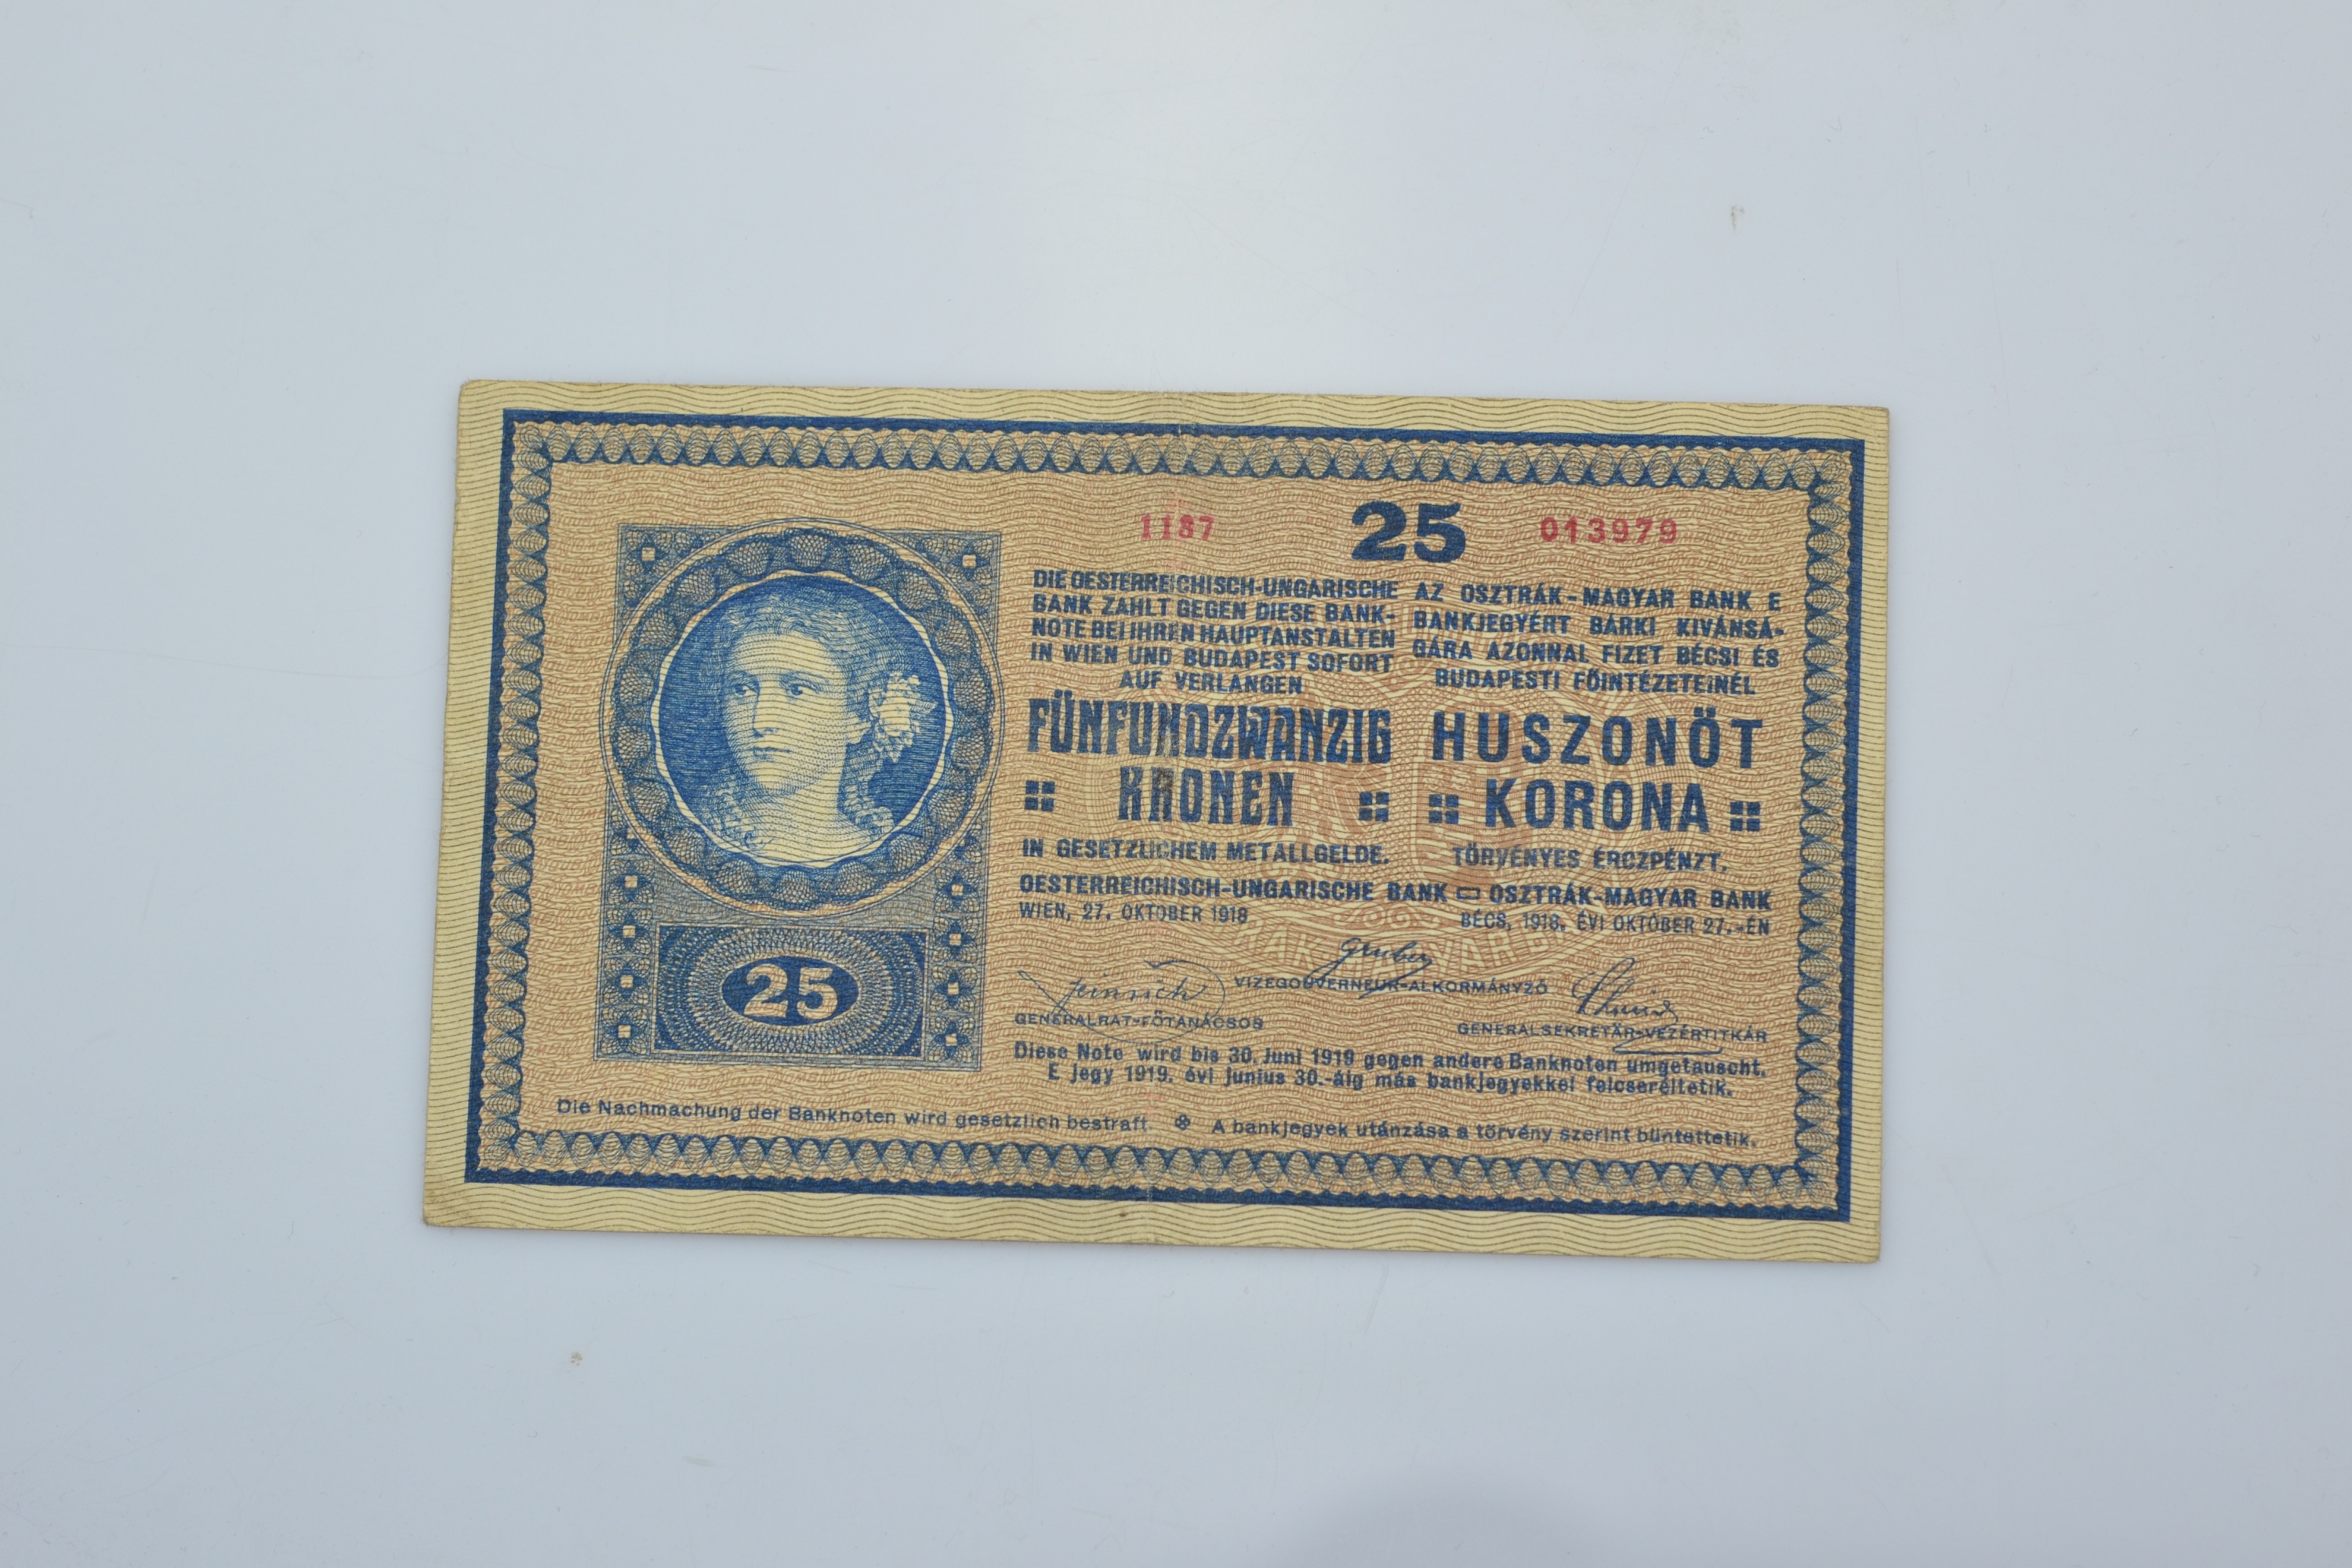 1187 25 013979
DIE OESTERREICHISCH-UNGARISCHE
BANK ZAHLT GEGEN DIESE BANK-
NOTE BEI IHREN HAUPTANSTALTEN
IN WIEN UND BUDAPEST SOFORT
AUF VERLANGEN
FÜNFUNDZWANZIG
KRONEN
IN GESETZLICHEM METALLGELDE.
OESTERREICHISCH-UNGARISCHE BANK
WIEN, 27. OKTOBER 1918
AZ OSZTRÁK-MAGYAR BANK E
BANKJEGYÉRT BÁRKI KIVÁNSÁ-
GÁRA AZONNAL FIZET BÉCSI ÉS
BUDAPESTI FŐINTÉZETEINÉL
HUSZONÖT
KORONA
TÖRVÉNYES ÉRCZPÉNZT.
OSZTRÁK-MAGYAR BANK
BÉCS, 1918. ÉVI OKTÓBER 27.-ÉN
Gruber
VIZEGOUVERNEUR-ALKORMÁNYZÓ
GENERALRAT-FŐTANÁCSOS
GENERALSEKRETÄR-VEZÉRTITKÁR
Diese Note wird bis 30. Juni 1919 gegen andere Banknoten umgetauscht.
E jegy 1919. évi junius 30.-áig más bankjegyekkel felcseréltetik.
25
Die Nachmachung der Banknoten wird gesetzlich bestraft. A bankjegyek utánzása a törvény szerint büntettetik.